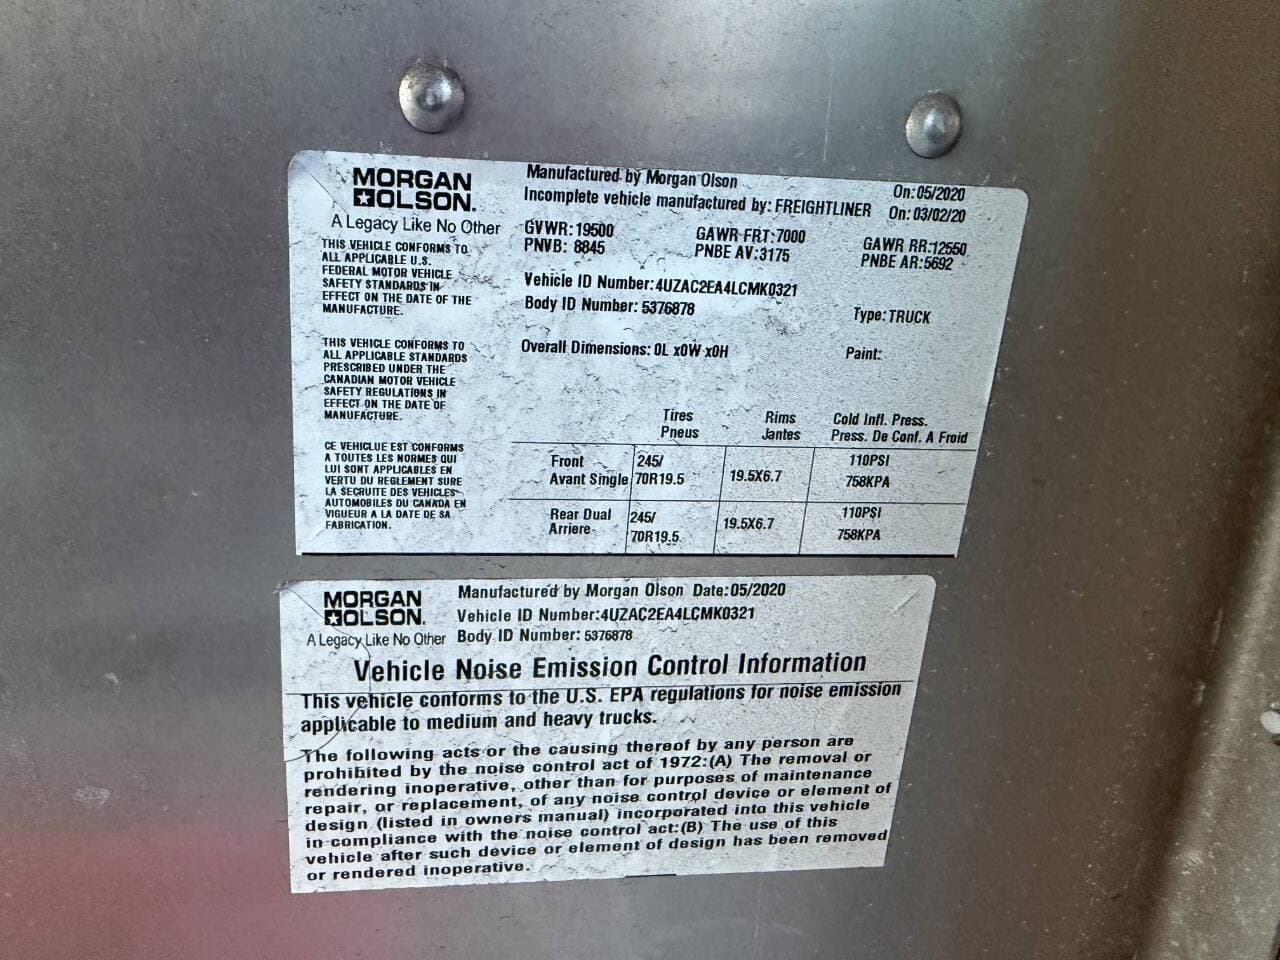 MORGAN
OLSON.
A Legacy Like No Other
Manufactured by Morgan Olson On: 05/2020
Incomplete vehicle manufactured by: FREIGHTLINER On: 03/02/20
GVWR: 19500 GAWR FRT: 7000 GAWR RR: 12550
PNVB: 8845 PNBE AV: 3175 PNBE AR: 5692
Vehicle ID Number: 4UZAC2EA4LCMK0321
Body ID Number: 5376878 Type: TRUCK
Overall Dimensions: 0L x0W x0H Paint:
THIS VEHICLE CONFORMS TO
ALL APPLICABLE U.S.
FEDERAL MOTOR VEHICLE
SAFETY STANDARDS IN
EFFECT ON THE DATE OF THE
MANUFACTURE.
THIS VEHICLE CONFORMS TO
ALL APPLICABLE STANDARDS
PRESCRIBED UNDER THE
CANADIAN MOTOR VEHICLE
SAFETY REGULATIONS IN
EFFECT ON THE DATE OF
MANUFACTURE.
CE VEHICLUE EST CONFORMS
A TOUTES LES NORMES QUI
LUI SONT APPLICABLES EN
VERTU DU REGLEMENT SURE
LA SECRUITE DES VEHICLES
AUTOMOBILES DU CANADA EN
VIGUEUR A LA DATE DE SA
FABRICATION.
Tires Rims Cold Infl. Press.
Pneus Jantes Press. De Conf. A Froid
Front 245/ 19.5X6.7 110PSI
Avant Single 70R19.5 758KPA
Rear Dual 245/ 19.5X6.7 110PSI
Arriere 70R19.5 758KPA
MORGAN
OLSON.
A Legacy Like No Other
Manufactured by Morgan Olson Date: 05/2020
Vehicle ID Number: 4UZAC2EA4LCMK0321
Body ID Number: 5376878
Vehicle Noise Emission Control Information
This vehicle conforms to the U.S. EPA regulations for noise emission
applicable to medium and heavy trucks.
The following acts or the causing thereof by any person are
prohibited by the noise control act of 1972:(A) The removal or
rendering inoperative, other than for purposes of maintenance
repair, or replacement, of any noise control device or element of
design (listed in owners manual) incorporated into this vehicle
in compliance with the noise control act:(B) The use of this
vehicle after such device or element of design has been removed
or rendered inoperative.